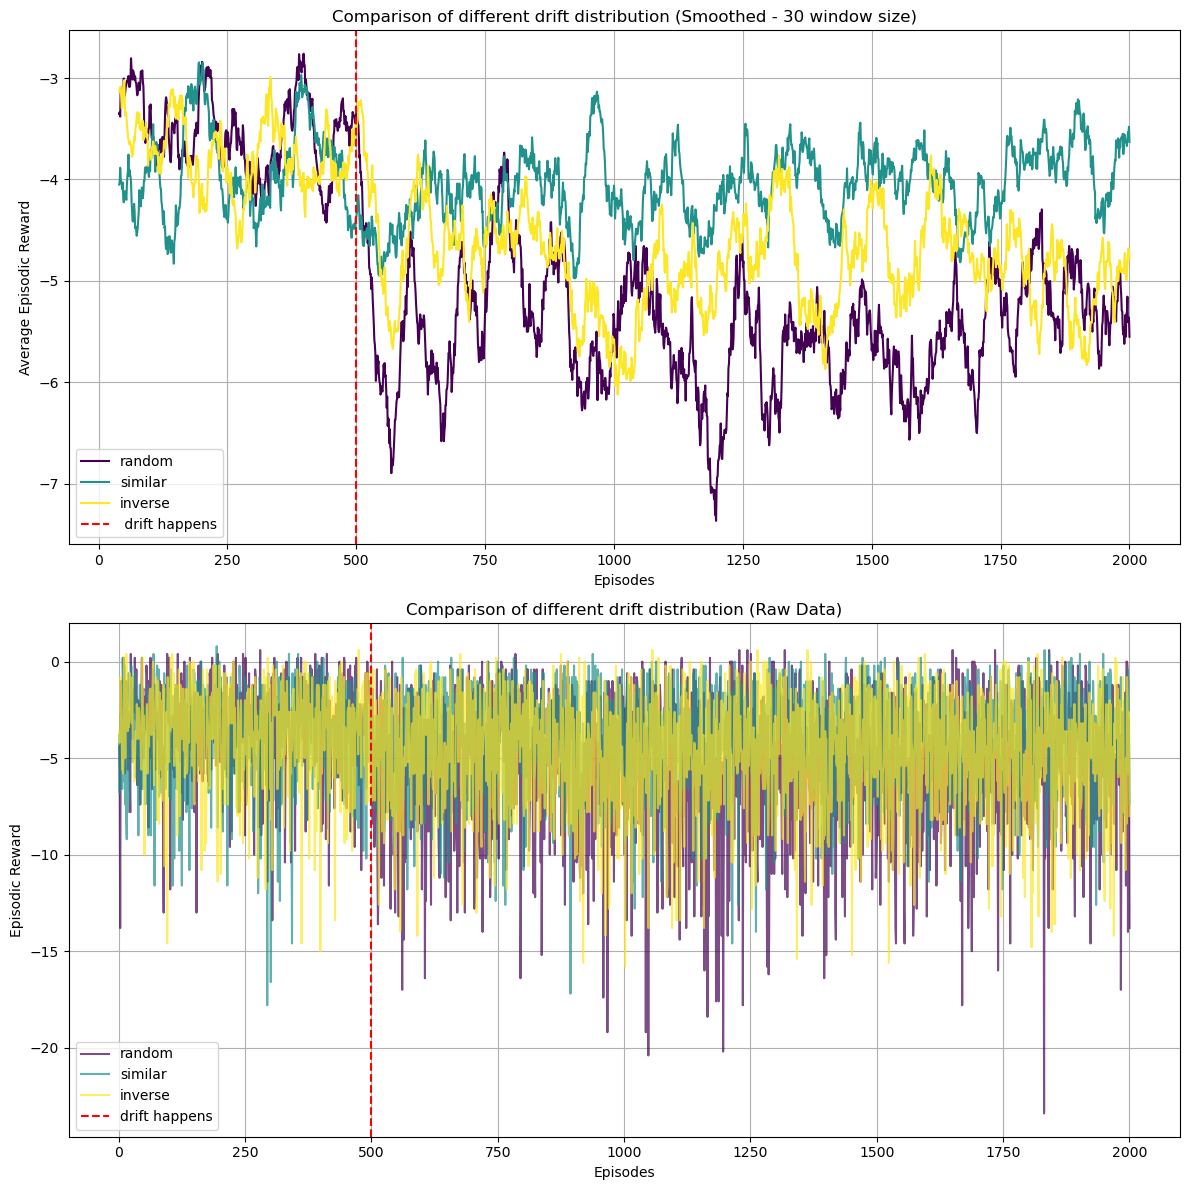 Comparison of different drift distribution (Smoothed - 30 window size)
Average Episodic Reward
−3
−4
−5
−6
−7
random
similar
inverse
drift happens
0 250 500 750 1000 1250 1500 1750 2000
Episodes
Comparison of different drift distribution (Raw Data)
Episodic Reward
0
−5
−10
−15
−20
random
similar
inverse
drift happens
0 250 500 750 1000 1250 1500 1750 2000
Episodes